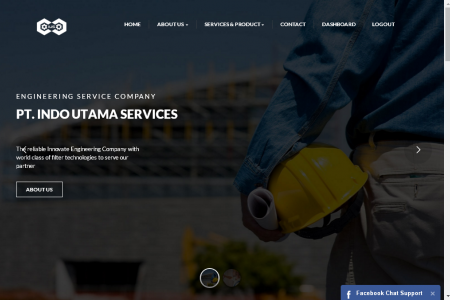 HOME ABOUT US SERVICES & PRODUCT CONTACT DASHBOARD LOGOUT
ENGINEERING SERVICE COMPANY
PT. INDO UTAMA SERVICES
The reliable Innovate Engineering Company with
world class of filter technologies to serve our
partner
ABOUT US
Facebook Chat Support